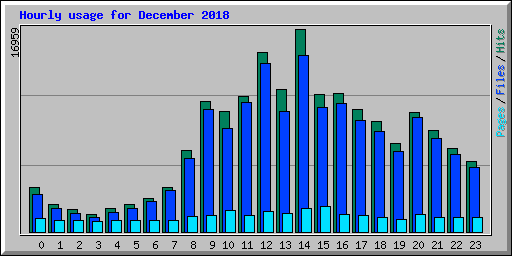 Hourly usage for December 2018
16959
Pages/Files/Hits
0 1 2 3 4 5 6 7 8 9 10 11 12 13 14 15 16 17 18 19 20 21 22 23